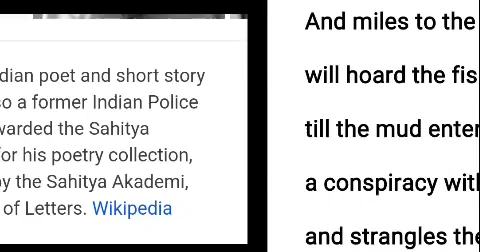 dian poet and short story
so a former Indian Police
warded the Sahitya
for his poetry collection,
by the Sahitya Akademi,
of Letters. Wikipedia
And miles to the
will hoard the fis
till the mud enter
a conspiracy with
and strangles the